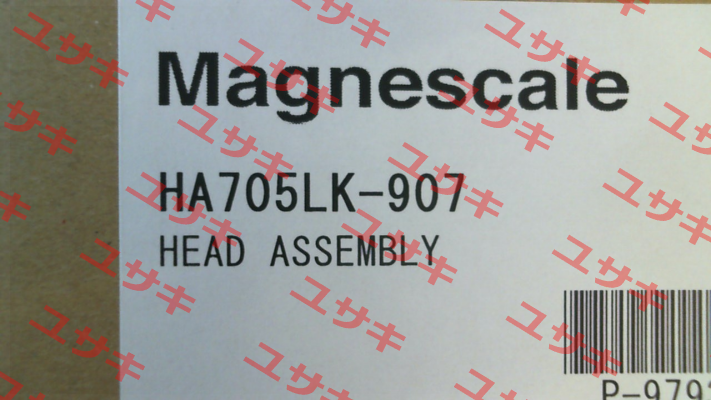 Magnescale
HA705LK-907
HEAD ASSEMBLY
ユサキ